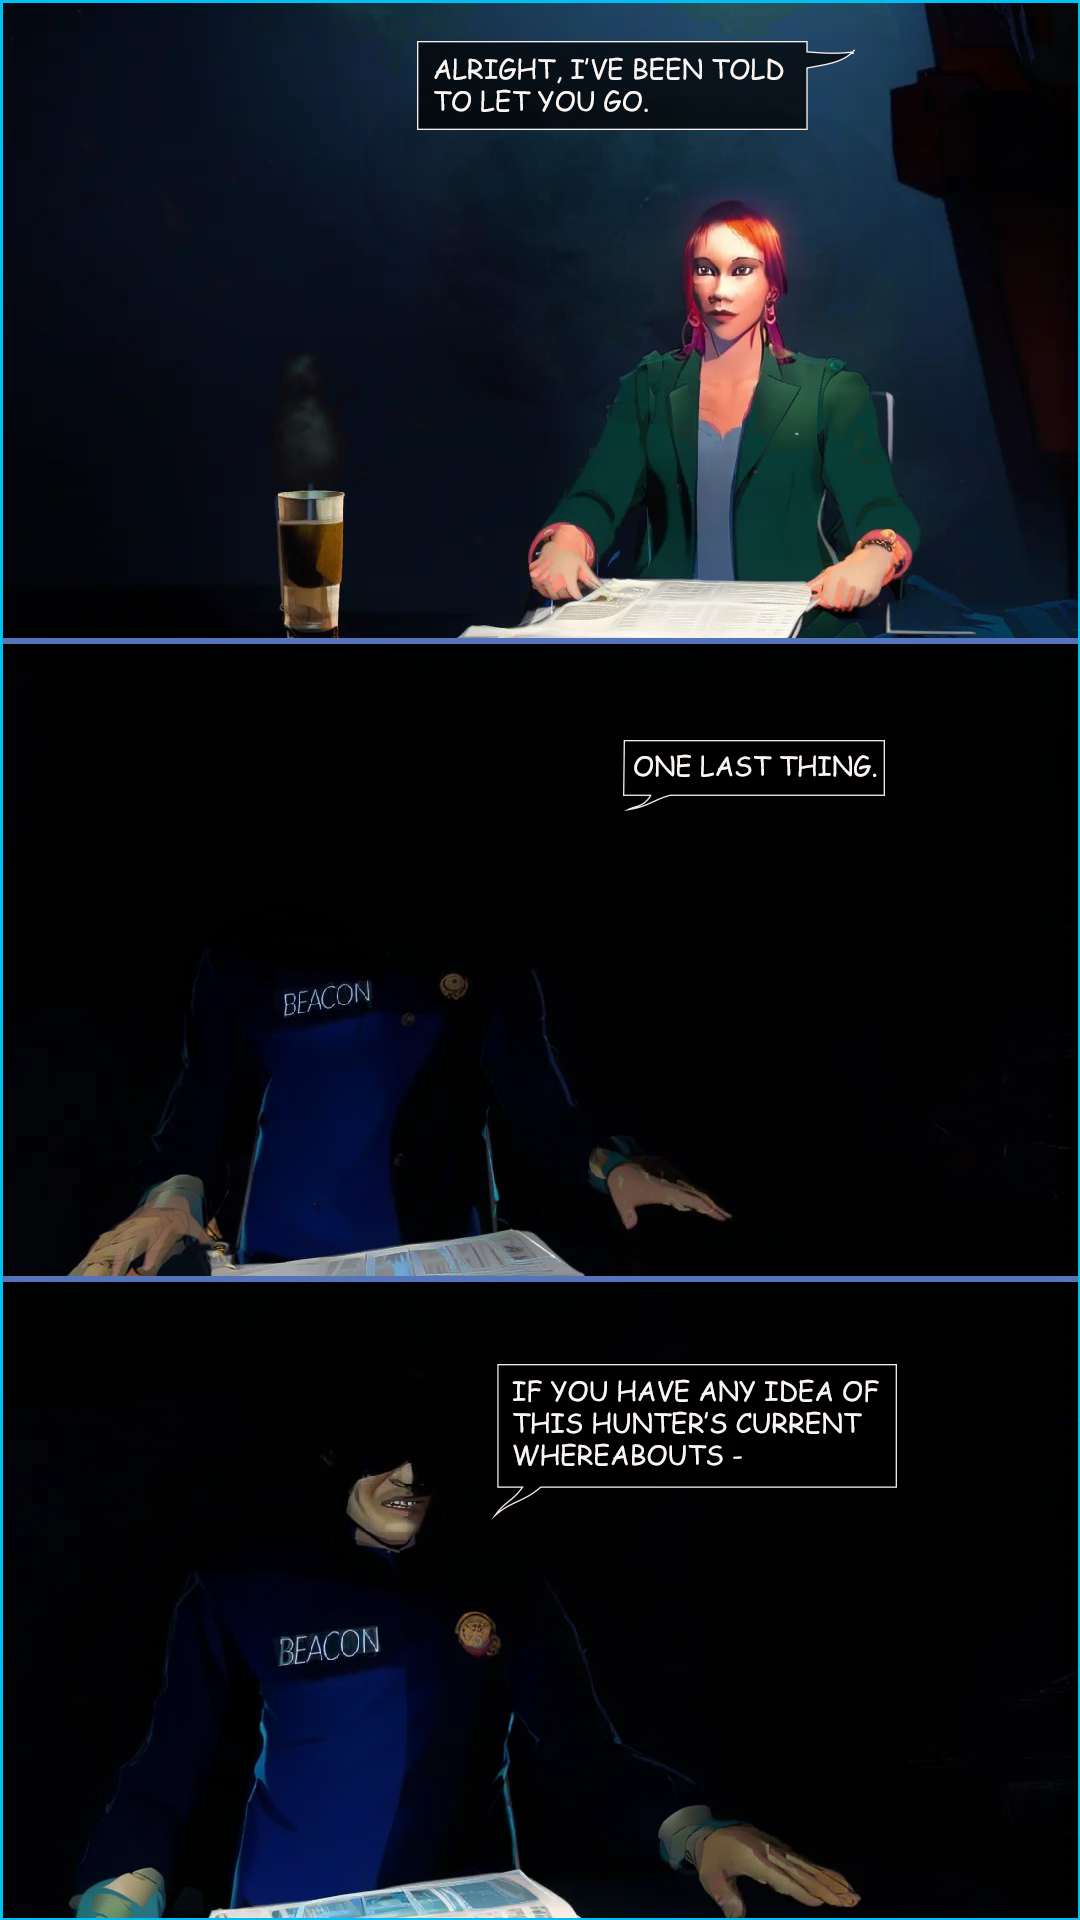 ALRIGHT, I'VE BEEN TOLD
TO LET YOU GO.
ONE LAST THING.
BEACON
IF YOU HAVE ANY IDEA OF
THIS HUNTER'S CURRENT
WHEREABOUTS -
BEACON